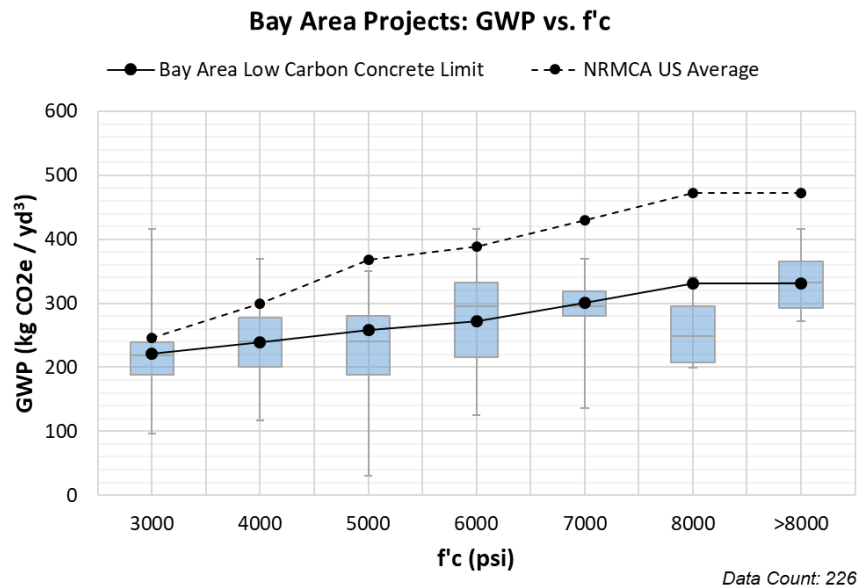 Bay Area Projects: GWP vs. f'c
Bay Area Low Carbon Concrete Limit NRMCA US Average
600
500
400
300
200
100
0
GWP (kg CO2e / yd³)
3000 4000 5000 6000 7000 8000 >8000
f'c (psi)
Data Count: 226